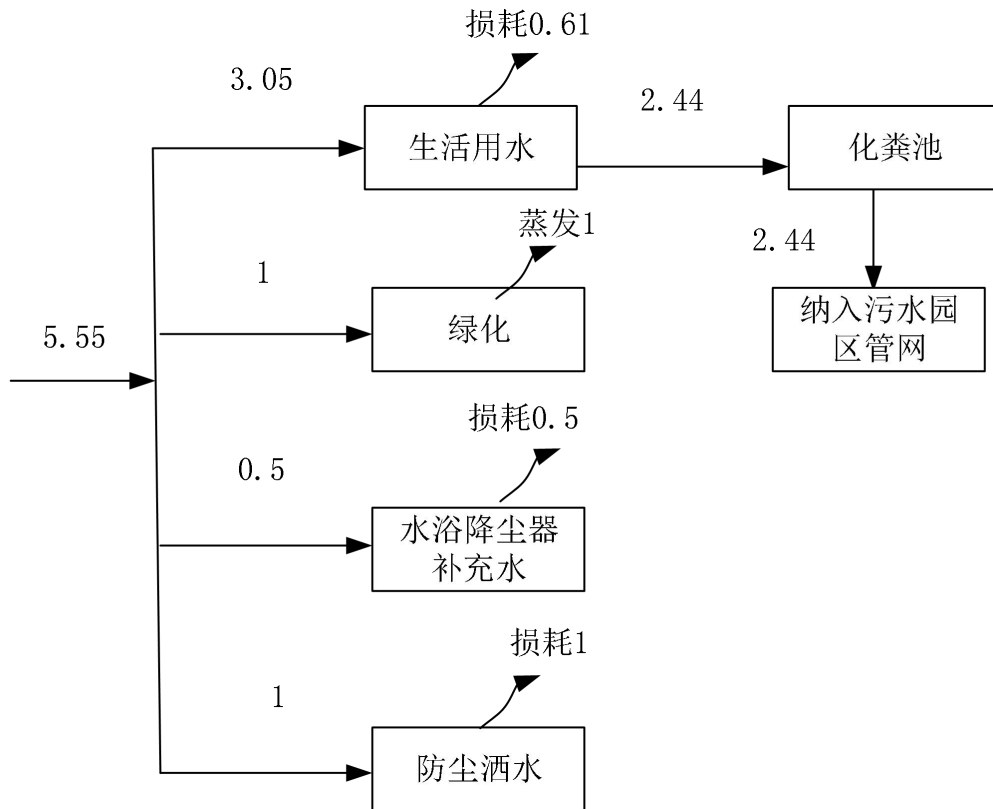 损耗0.61
3.05
2.44
生活用水
化粪池
蒸发1
2.44
1
纳入污水园
区管网
绿化
5.55
损耗0.5
0.5
水浴降尘器
补充水
损耗1
1
防尘洒水